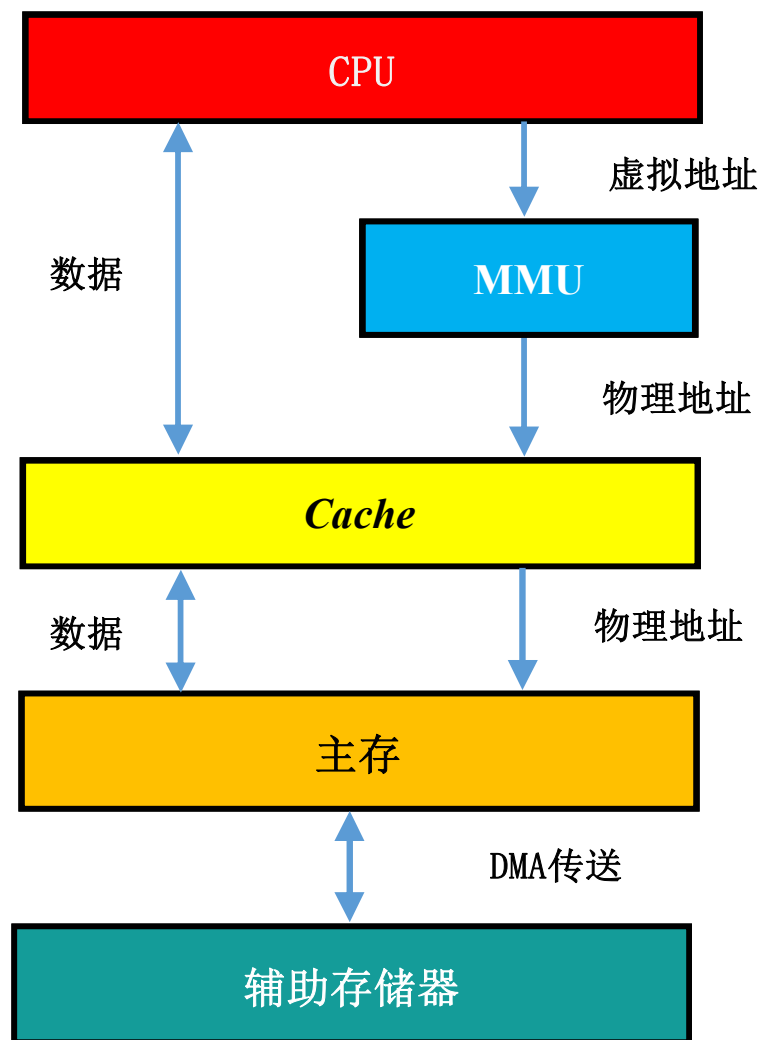 CPU
虚拟地址
数据
MMU
物理地址
Cache
数据
物理地址
主存
DMA传送
辅助存储器